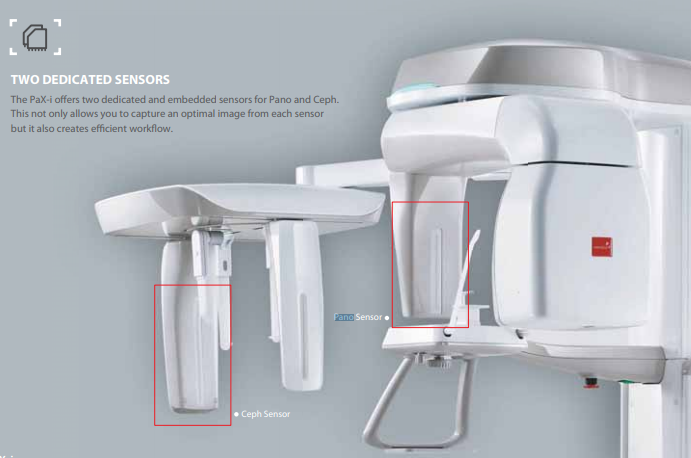 TWO DEDICATED SENSORS
The PaX-i offers two dedicated and embedded sensors for Pano and Ceph.
This not only allows you to capture an optimal image from each sensor
but it also creates efficient workflow.
Pano Sensor
Ceph Sensor